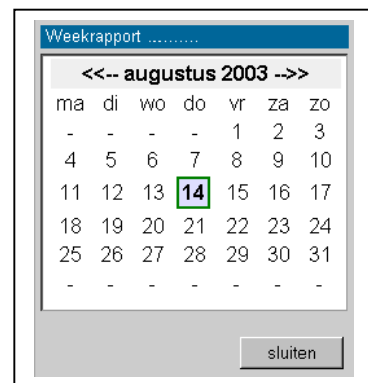 Weekrapport ..........
<<-- augustus 2003 -->>
ma di wo do vr za zo
- - - - 1 2 3
4 5 6 7 8 9 10
11 12 13 14 15 16 17
18 19 20 21 22 23 24
25 26 27 28 29 30 31
- - - - - - -
sluiten